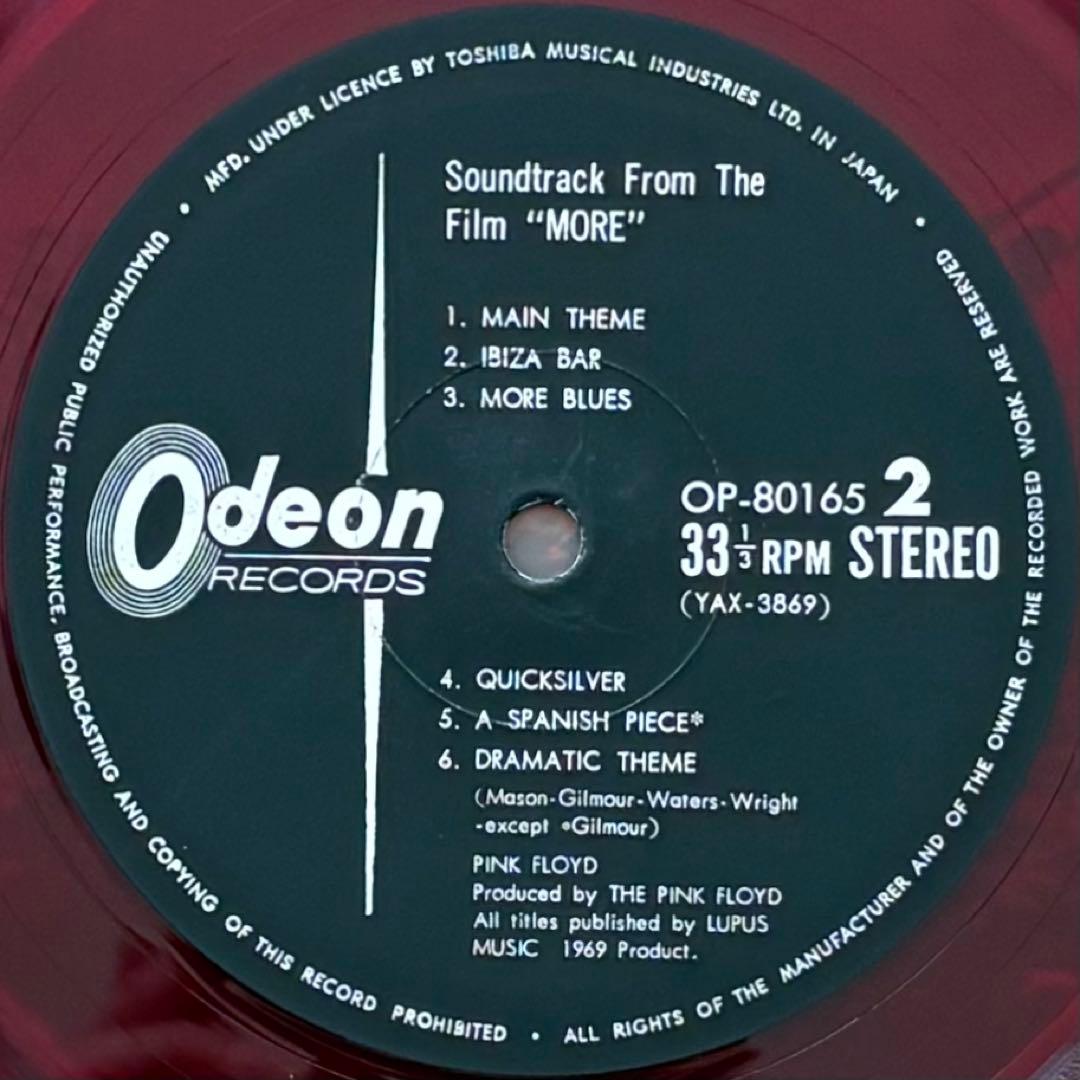 MFD. UNDER LICENCE BY TOSHIBA MUSICAL INDUSTRIES LTD. IN JAPAN •
Soundtrack From The
Film “MORE”
1. MAIN THEME
2. IBIZA BAR
3. MORE BLUES
Odeon
RECORDS
OP-80165 2
33 1/3 RPM STEREO
(YAX-3869)
4. QUICKSILVER
5. A SPANISH PIECE*
6. DRAMATIC THEME
(Mason-Gilmour-Waters-Wright
-except *Gilmour)
PINK FLOYD
Produced by THE PINK FLOYD
All titles published by LUPUS
MUSIC 1969 Product.
ALL RIGHTS OF THE MANUFACTURER AND OF THE OWNER OF THE RECORDED WORK ARE RESERVED •
UNAUTHORIZED PUBLIC PERFORMANCE, BROADCASTING AND COPYING OF THIS RECORD PROHIBITED •